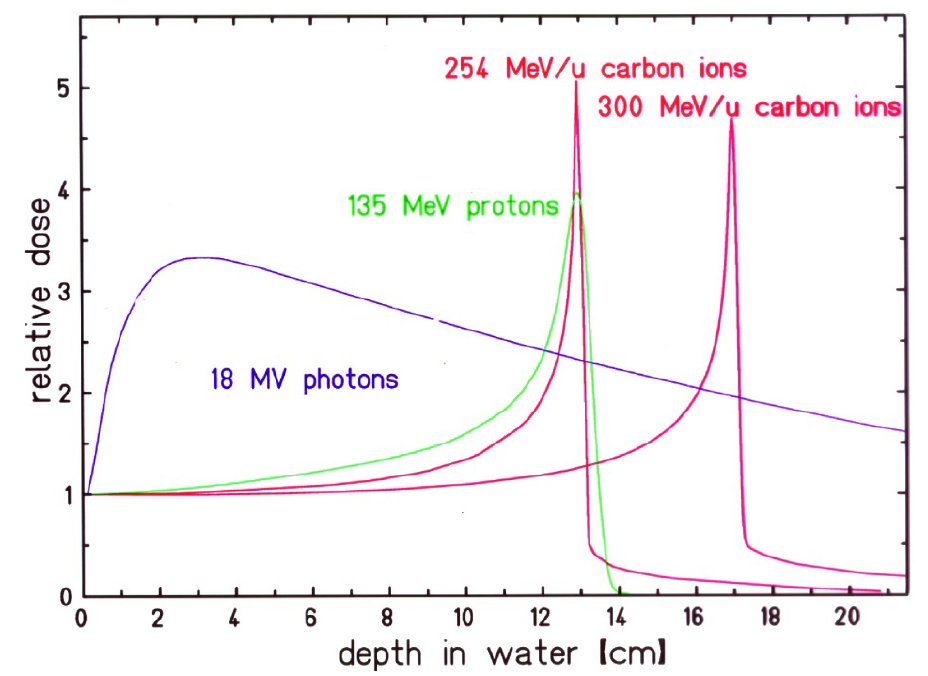 254 MeV/u carbon ions
300 MeV/u carbon ions
135 MeV protons
18 MV photons
relative dose
5
4
3
2
1
0
0 2 4 6 8 10 12 14 16 18 20
depth in water [cm]